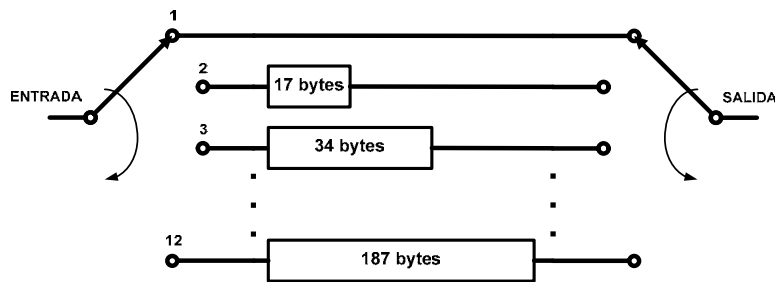 1
2
17 bytes
ENTRADA
SALIDA
3
34 bytes
12
187 bytes